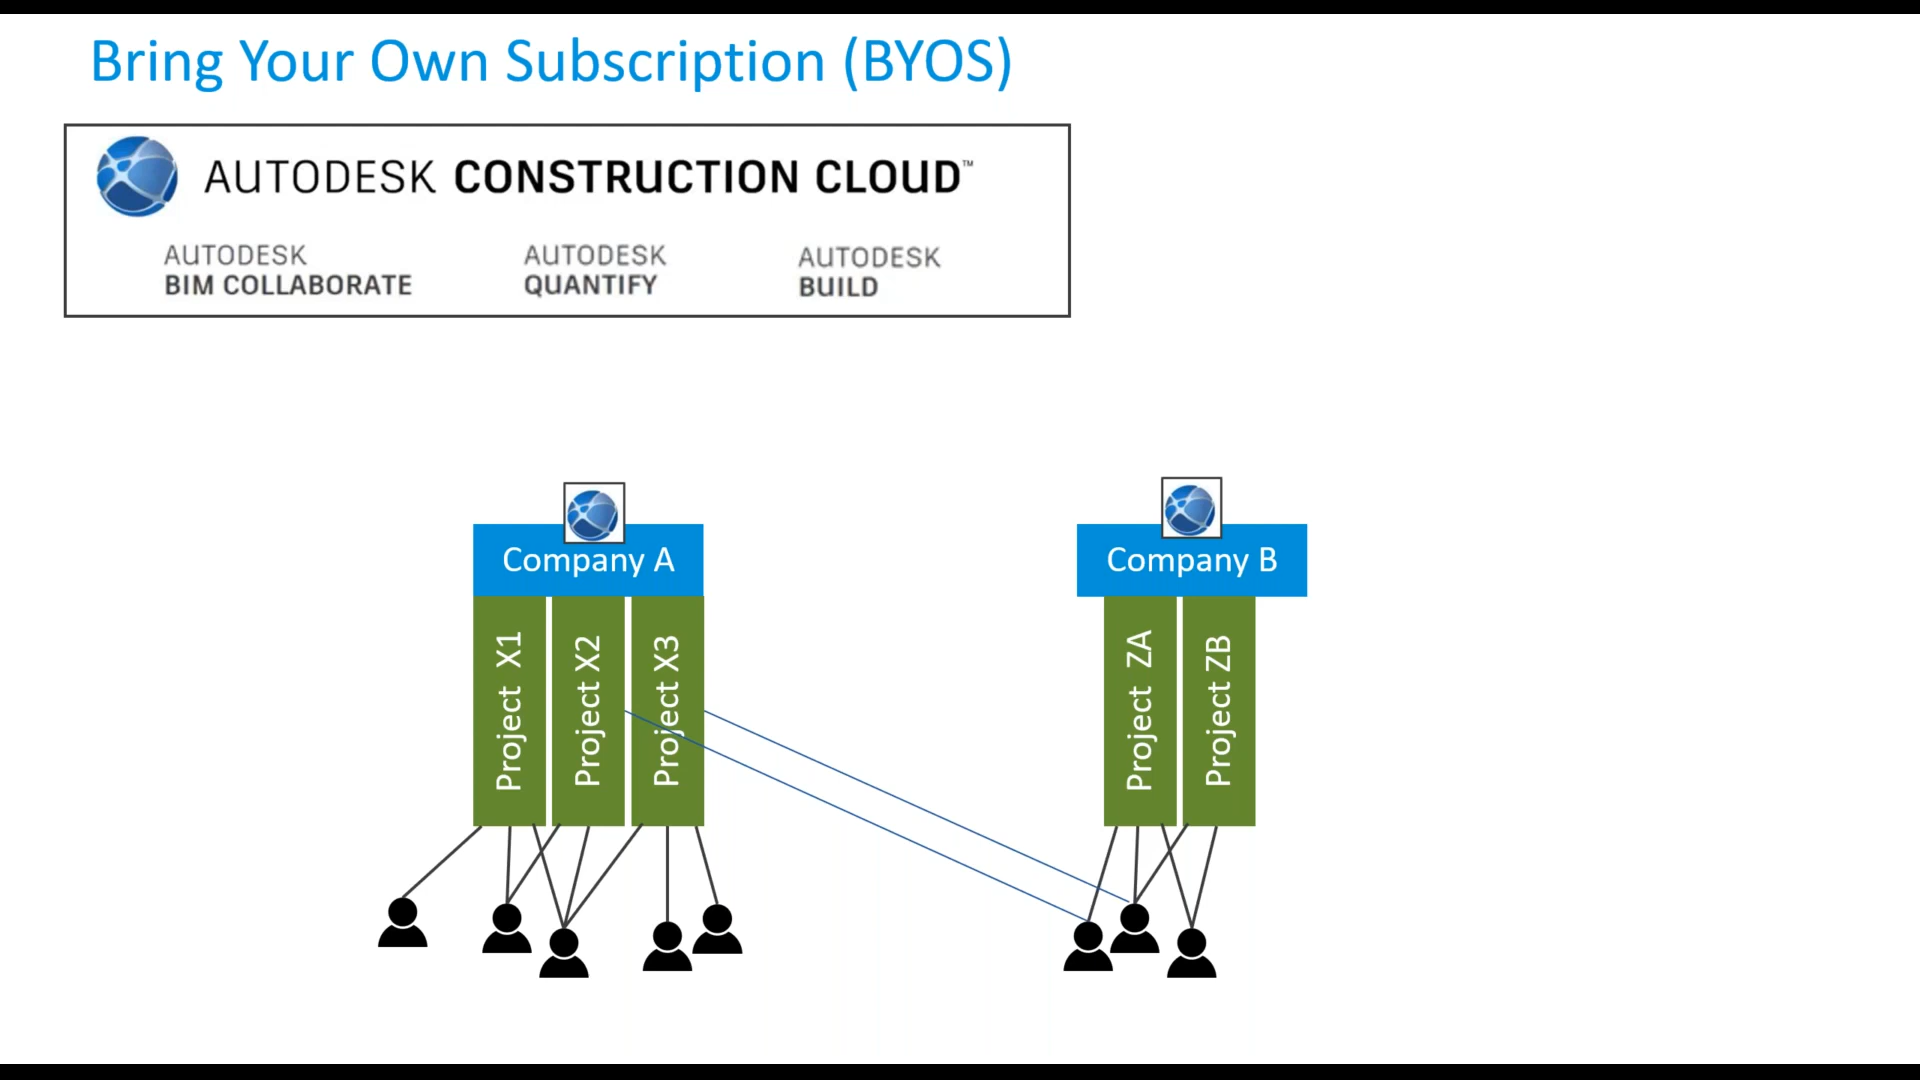 Bring Your Own Subscription (BYOS)
AUTODESK CONSTRUCTION CLOUD™
AUTODESK
BIM COLLABORATE
AUTODESK
QUANTIFY
AUTODESK
BUILD
Company A
Project X1
Project X2
Project X3
Company B
Project ZA
Project ZB